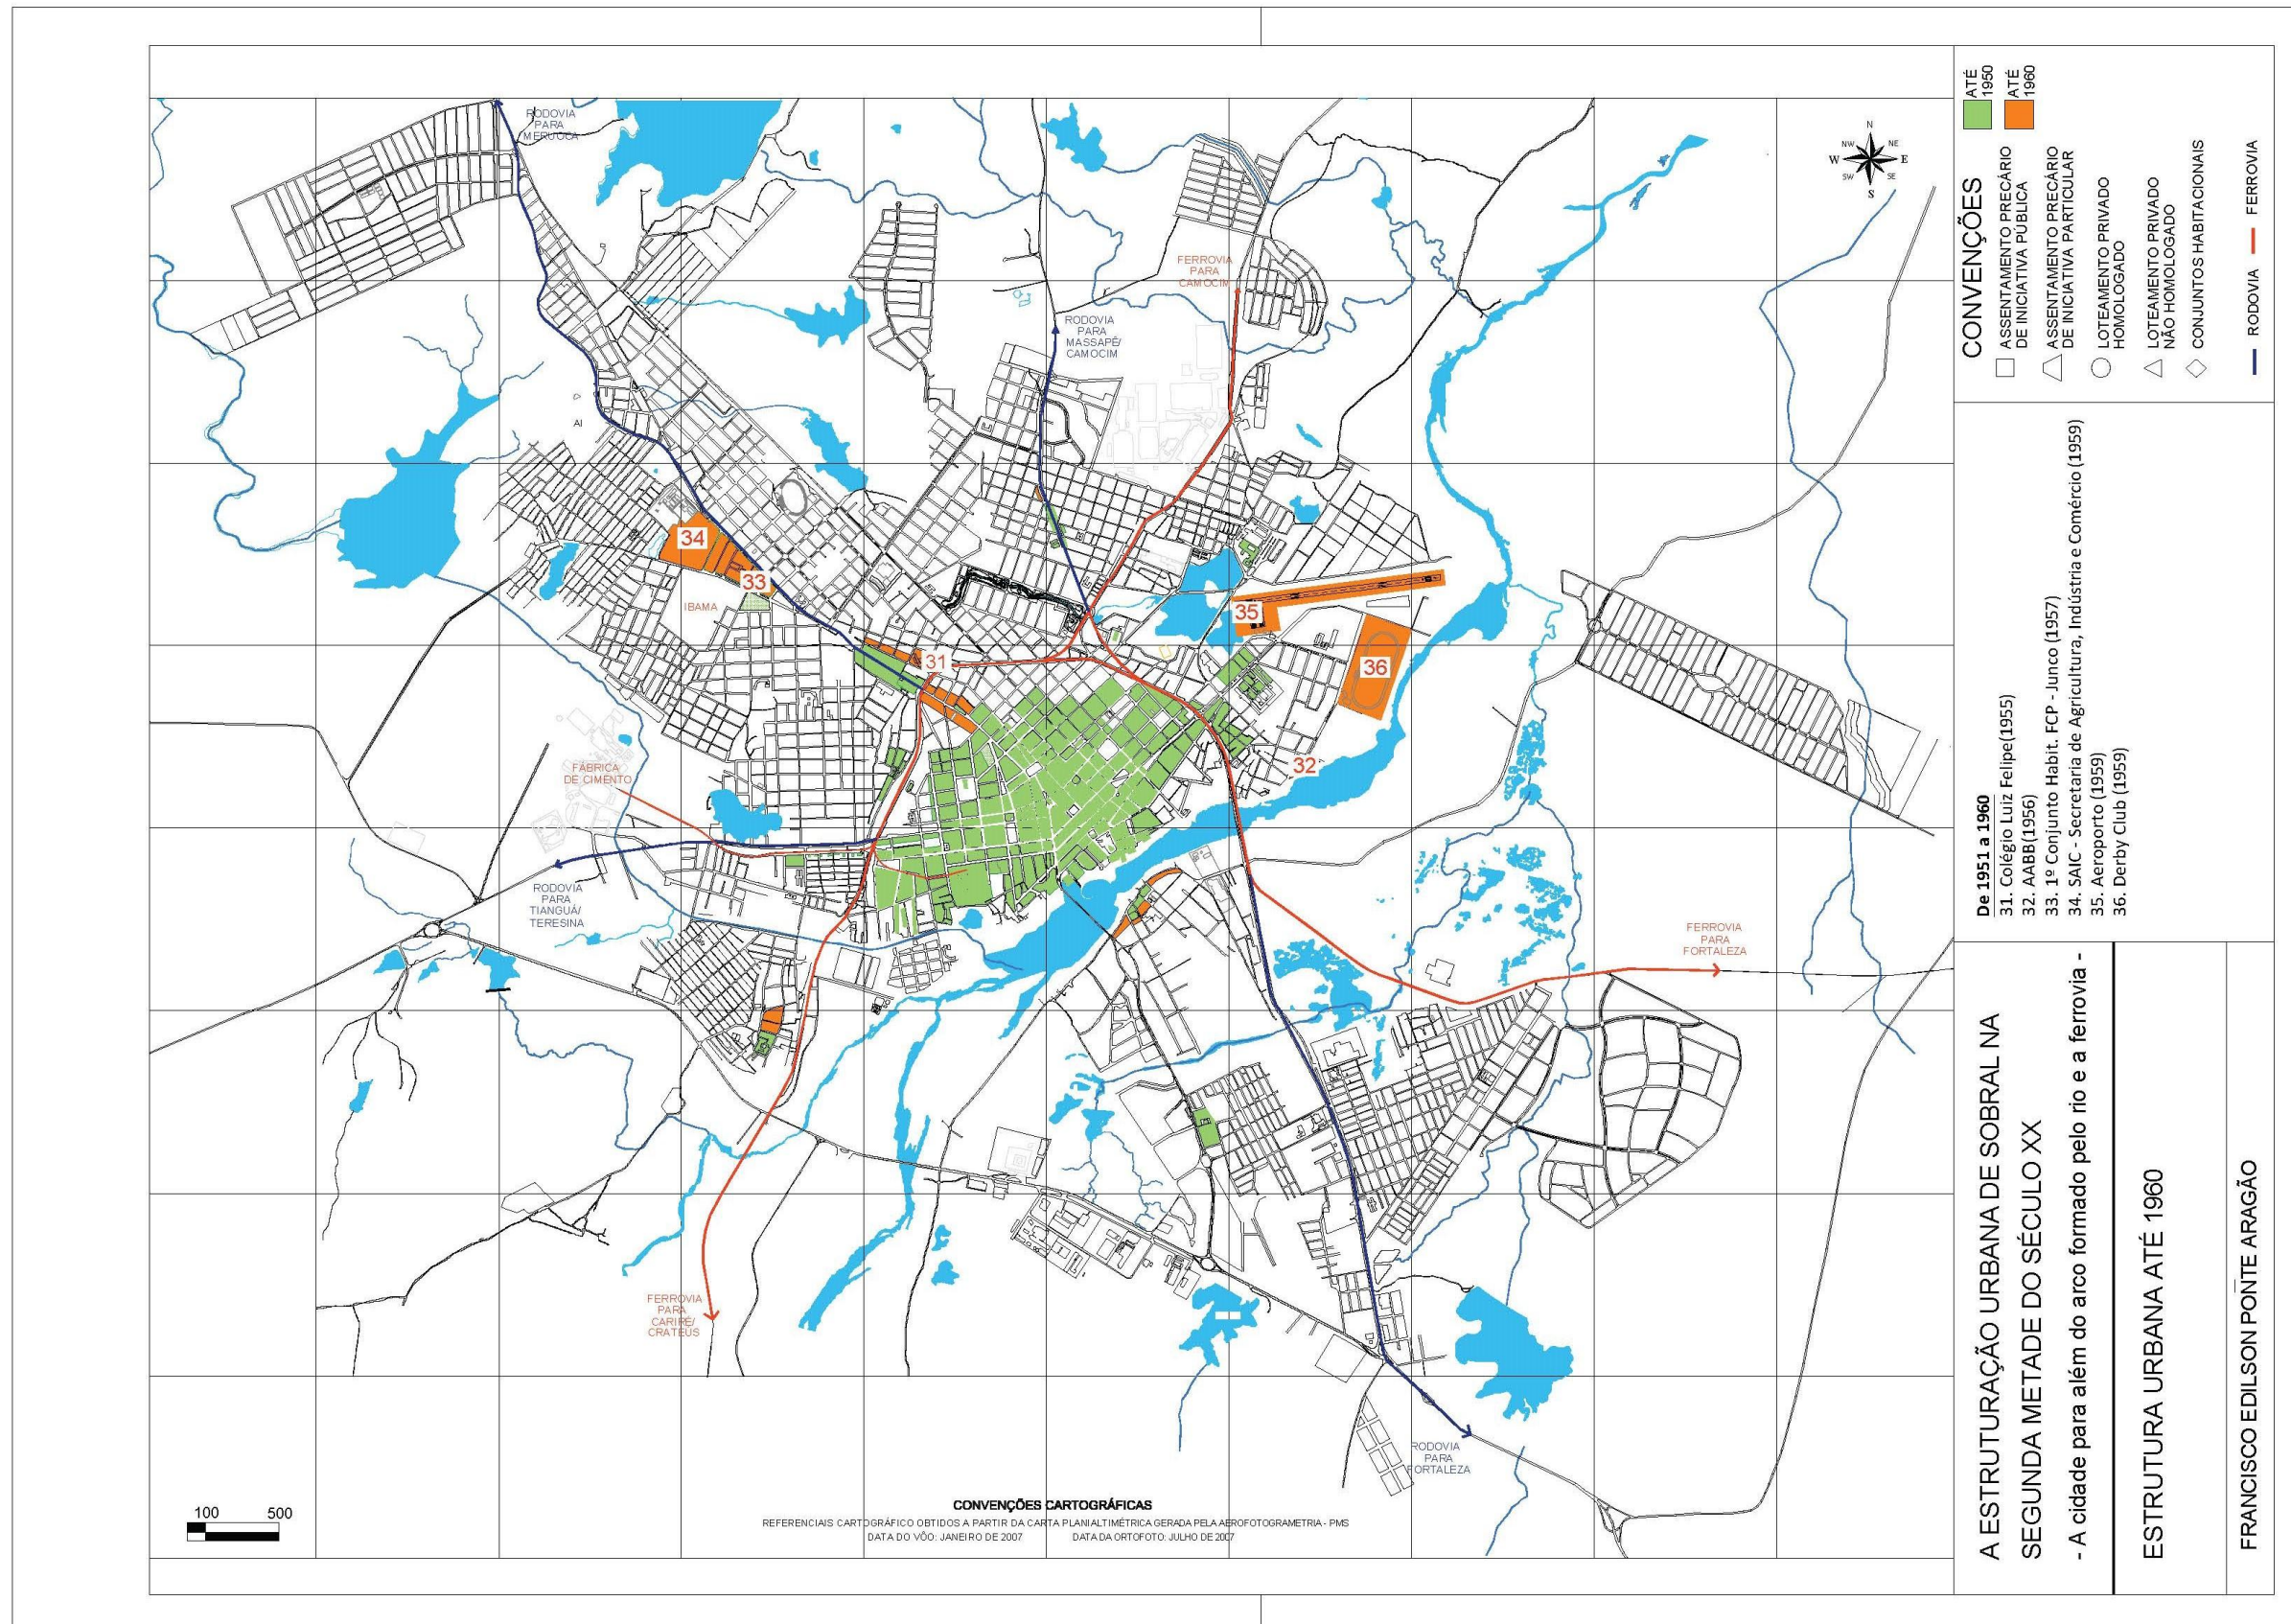 RODOVIA
PARA
MERUOCA
FERROVIA
PARA
CAMOCIM
RODOVIA
PARA
MASSAPÊ/
CAMOCIM
AI
34
33
IBAMA
31
35
36
32
FÁBRICA
DE CIMENTO
RODOVIA
PARA
TIANGUÁ/
TERESINA
FERROVIA
PARA
FORTALEZA
FERROVIA
PARA
CARIRÉ/
CRATEÚS
RODOVIA
PARA
FORTALEZA
N
NE
E
SE
S
SW
W
NW
100 500
CONVENÇÕES CARTOGRÁFICAS
REFERENCIAIS CARTOGRÁFICO OBTIDOS A PARTIR DA CARTA PLANIALTIMÉTRICA GERADA PELA AEROFOTOGRAMETRIA - PMS
DATA DO VÔO: JANEIRO DE 2007 DATA DA ORTOFOTO: JULHO DE 2007
CONVENÇÕES
ATÉ
1950
ATÉ
1960
ASSENTAMENTO PRECÁRIO
DE INICIATIVA PÚBLICA
ASSENTAMENTO PRECÁRIO
DE INICIATIVA PARTICULAR
LOTEAMENTO PRIVADO
HOMOLOGADO
LOTEAMENTO PRIVADO
NÃO HOMOLOGADO
CONJUNTOS HABITACIONAIS
RODOVIA
FERROVIA
De 1951 a 1960
31. Colégio Luiz Felipe(1955)
32. AABB(1956)
33. 1º Conjunto Habit. FCP - Junco (1957)
34. SAIC - Secretaria de Agricultura, Indústria e Comércio (1959)
35. Aeroporto (1959)
36. Derby Club (1959)
A ESTRUTURAÇÃO URBANA DE SOBRAL NA
SEGUNDA METADE DO SÉCULO XX
- A cidade para além do arco formado pelo rio e a ferrovia -
ESTRUTURA URBANA ATÉ 1960
FRANCISCO EDILSON PONTE ARAGÃO